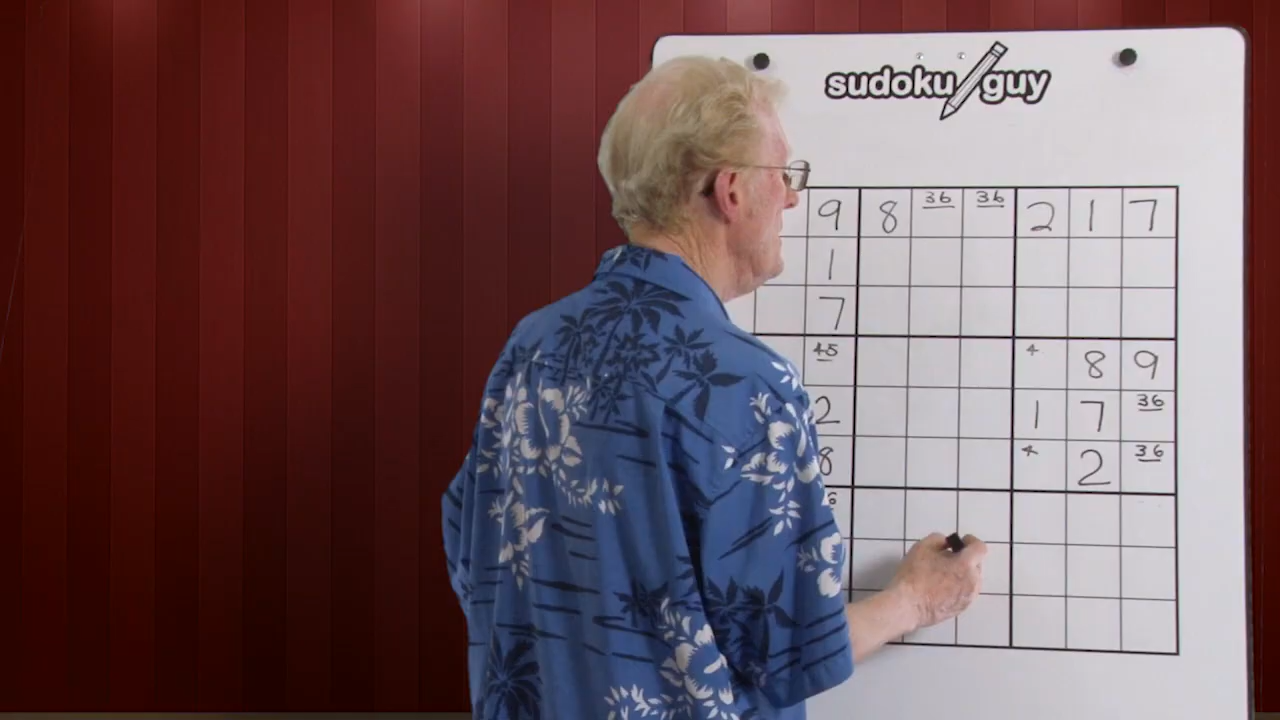 sudoku guy
9 8 36 36 2 1 7
1
7
45 4 8 9
2 1 7 36
8 4 2 36
6